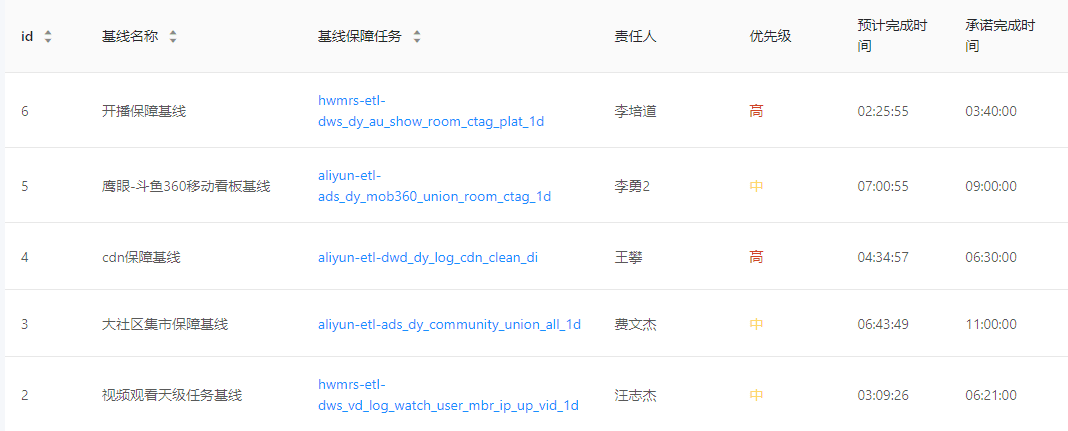 id 基线名称 基线保障任务 责任人 优先级 预计完成时间 承诺完成时间
6 开播保障基线 hwmrs-etl-dws_dy_au_show_room_ctag_plat_1d 李培道 高 02:25:55 03:40:00
5 鹰眼-斗鱼360移动看板基线 aliyun-etl-ads_dy_mob360_union_room_ctag_1d 李勇2 中 07:00:55 09:00:00
4 cdn保障基线 aliyun-etl-dwd_dy_log_cdn_clean_di 王攀 高 04:34:57 06:30:00
3 大社区集市保障基线 aliyun-etl-ads_dy_community_union_all_1d 费文杰 中 06:43:49 11:00:00
2 视频观看天级任务基线 hwmrs-etl-dws_vd_log_watch_user_mbr_ip_up_vid_1d 汪志杰 中 03:09:26 06:21:00